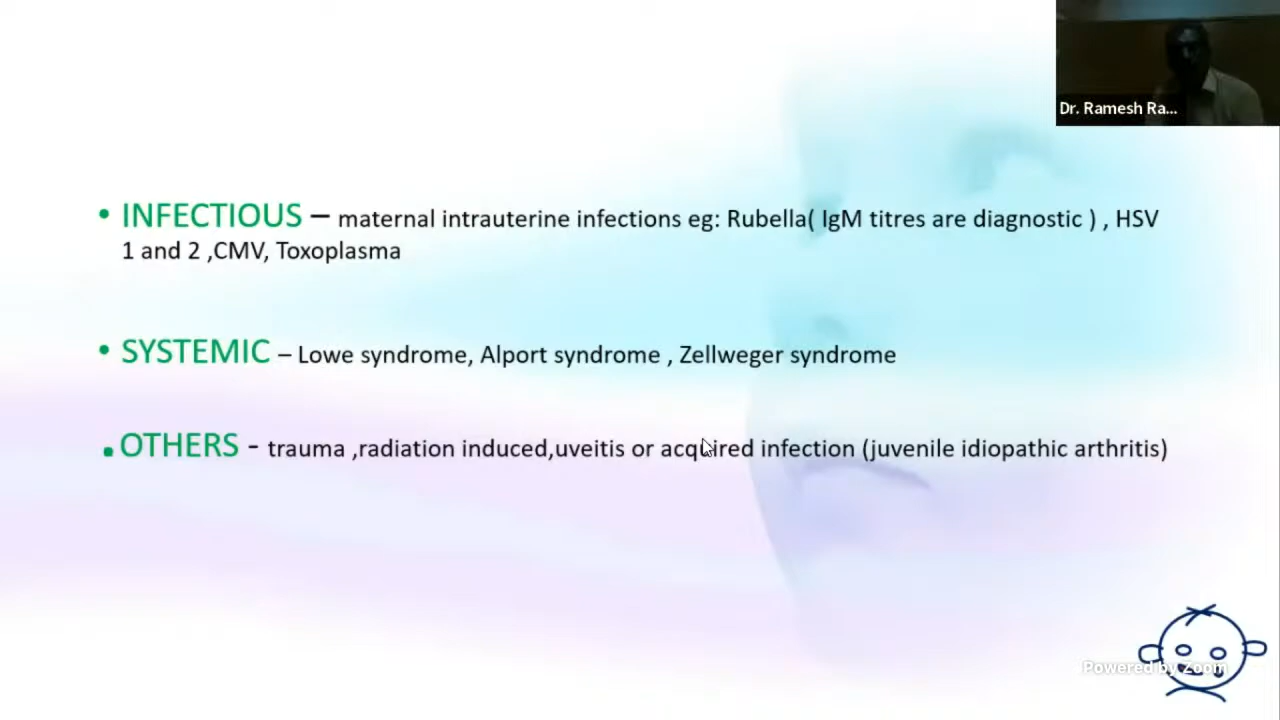 Dr. Ramesh Ra...
• INFECTIOUS – maternal intrauterine infections eg: Rubella( IgM titres are diagnostic ) , HSV
1 and 2 ,CMV, Toxoplasma
• SYSTEMIC – Lowe syndrome, Alport syndrome , Zellweger syndrome
. OTHERS - trauma ,radiation induced,uveitis or acquired infection (juvenile idiopathic arthritis)
Powered by Zoom